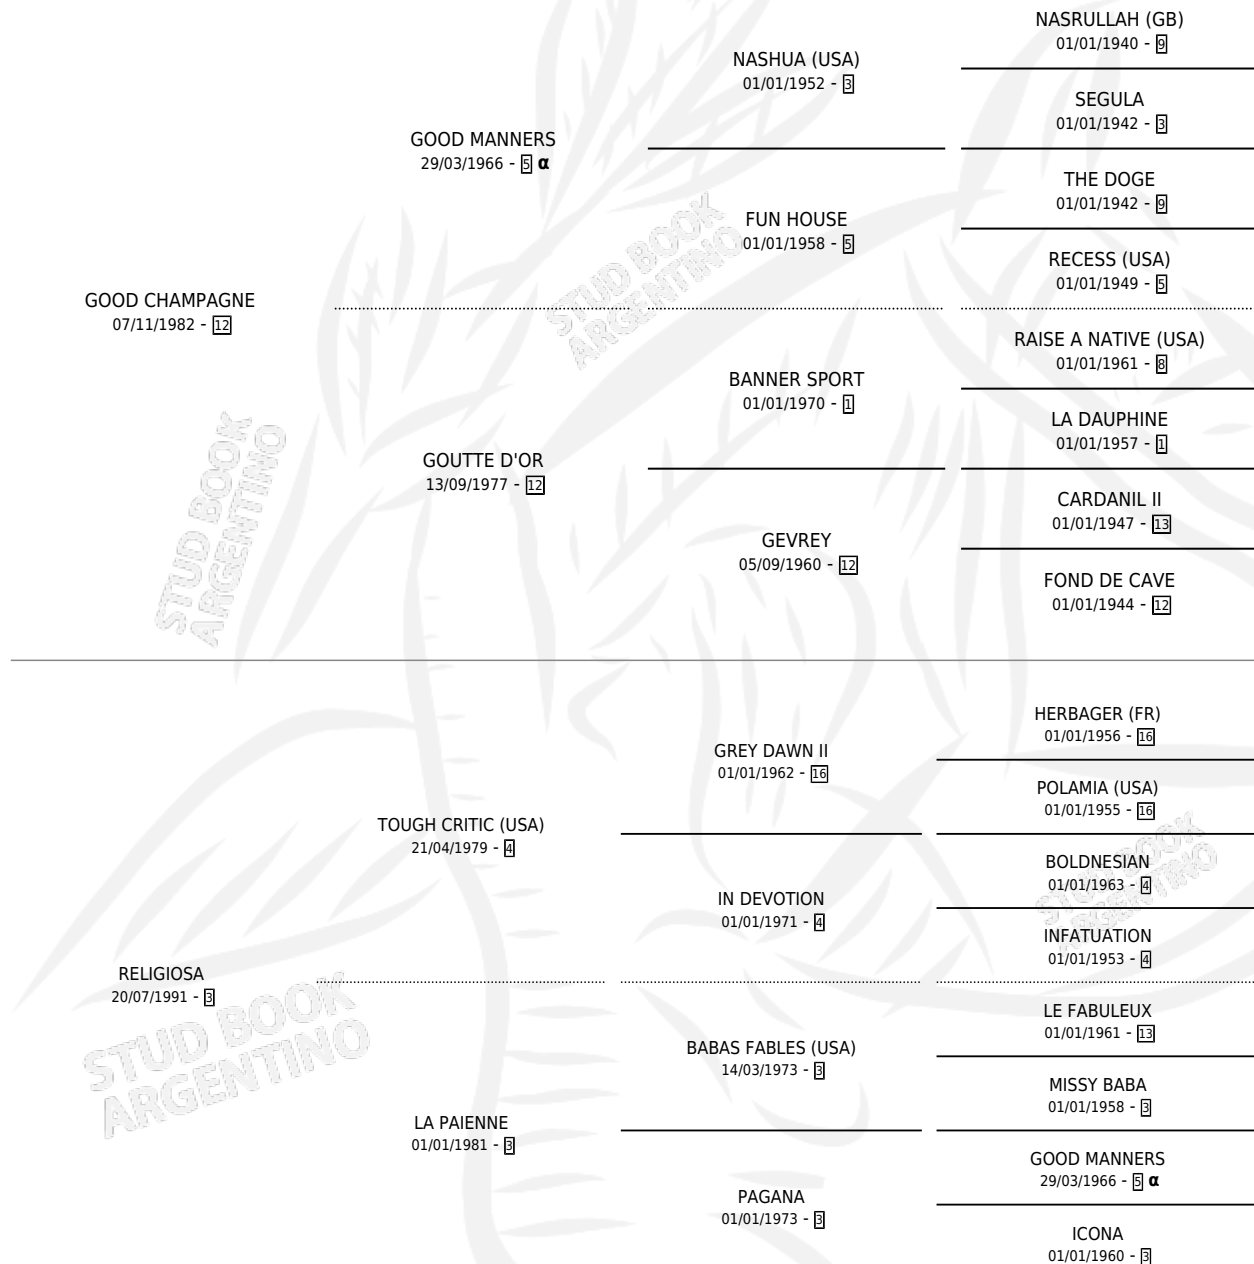 NASRULLAH (GB)
01/01/1940 - 9
NASHUA (USA)
01/01/1952 - 3
SEGULA
01/01/1942 - 3
GOOD MANNERS
29/03/1966 - 5 α
THE DOGE
01/01/1942 - 9
FUN HOUSE
01/01/1958 - 5
RECESS (USA)
01/01/1949 - 5
GOOD CHAMPAGNE
07/11/1982 - 12
RAISE A NATIVE (USA)
01/01/1961 - 8
BANNER SPORT
01/01/1970 - 1
LA DAUPHINE
01/01/1957 - 1
GOUTTE D'OR
13/09/1977 - 12
CARDANIL II
01/01/1947 - 13
GEVREY
05/09/1960 - 12
FOND DE CAVE
01/01/1944 - 12
HERBAGER (FR)
01/01/1956 - 16
GREY DAWN II
01/01/1962 - 16
POLAMIA (USA)
01/01/1955 - 16
TOUGH CRITIC (USA)
21/04/1979 - 4
BOLDNESIAN
01/01/1963 - 4
IN DEVOTION
01/01/1971 - 4
INFATUATION
01/01/1953 - 4
RELIGIOSA
20/07/1991 - 3
LE FABULEUX
01/01/1961 - 13
BABAS FABLES (USA)
14/03/1973 - 3
MISSY BABA
01/01/1958 - 3
LA PAIENNE
01/01/1981 - 3
GOOD MANNERS
29/03/1966 - 5 α
PAGANA
01/01/1973 - 3
ICONA
01/01/1960 - 3
STUD BOOK
ARGENTINO
STUD BOOK
ARGENTINO
STUD BOOK
ARGENTINO
STUD BOOK
ARGENTINO